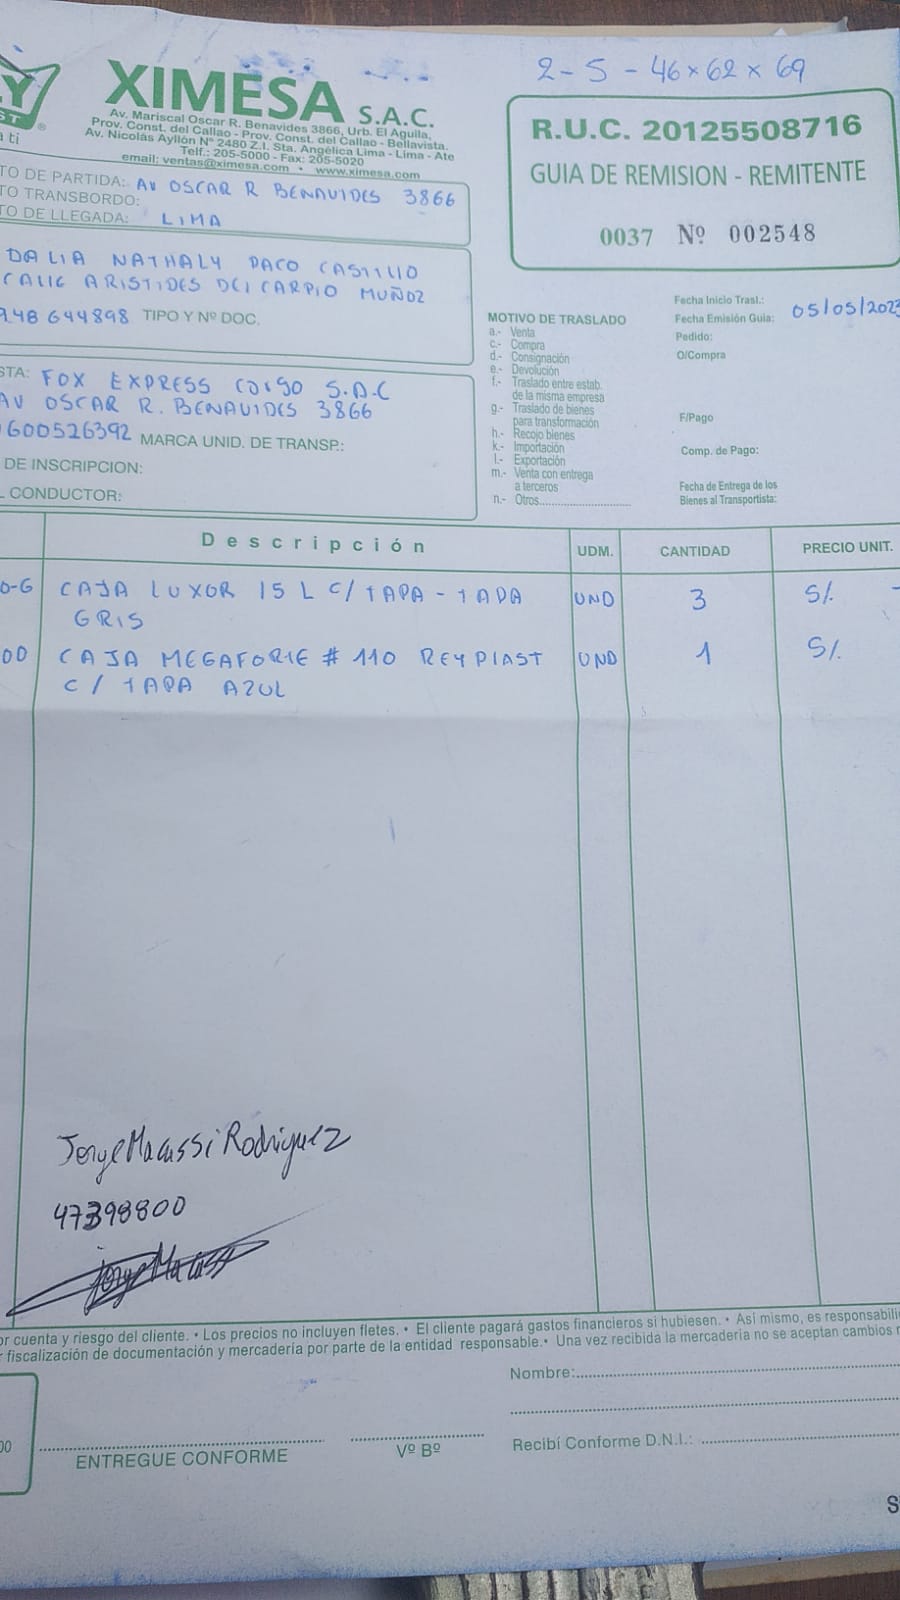 2-5-46x62x69
Y
ST
a ti
XIMESA S.A.C.
Av. Mariscal Oscar R. Benavides 3866, Urb. El Aguila,
Prov. Const. del Callao - Prov. Const. del Callao - Bellavista.
Av. Nicolás Ayllón Nº 2480 Z.I. Sta. Angélica Lima - Lima - Ate
Telf.: 205-5000 - Fax: 205-5020
email: ventas@ximesa.com • www.ximesa.com
R.U.C. 20125508716
GUIA DE REMISION - REMITENTE
0037 Nº 002548
TO DE PARTIDA: AV OSCAR R BENAVIDES 3866
TO TRANSBORDO:
TO DE LLEGADA: LIMA
DALIA NATHALY PACO CASTILLO
CALLE ARISTIDES DEL CARPIO MUÑOZ
948644898 TIPO Y Nº DOC.
STA: FOX EXPRESS CORGO S.A.C
AV OSCAR R. BENAVIDES 3866
600526392 MARCA UNID. DE TRANSP.:
DE INSCRIPCION:
L CONDUCTOR:
MOTIVO DE TRASLADO
a.- Venta
c.- Compra
d.- Consignación
e.- Devolución
f.- Traslado entre estab.
de la misma empresa
g.- Traslado de bienes
para transformación
h.- Recojo bienes
k.- Importación
l.- Exportación
m.- Venta con entrega
a terceros
n.- Otros
Fecha Inicio Trasl.:
Fecha Emisión Guia: 05/05/2023
Pedido:
O/Compra
F/Pago
Comp. de Pago:
Fecha de Entrega de los
Bienes al Transportista:
Descripción UDM. CANTIDAD PRECIO UNIT.
0-G CAJA LUXOR 15 L C/TAPA - TAPA UND 3 S/.
GRIS
00 CAJA MEGAFORTE # 110 REYPLAST UND 1 S/.
C/TAPA AZUL
Jorge Macassi Rodriguez
47398800
Jorge Macassi
or cuenta y riesgo del cliente. • Los precios no incluyen fletes. • El cliente pagará gastos financieros si hubiesen. • Así mismo, es responsabili
r fiscalización de documentación y mercadería por parte de la entidad responsable. • Una vez recibida la mercadería no se aceptan cambios
Nombre:
00
ENTREGUE CONFORME
Vº Bº
Recibí Conforme D.N.I.:
S